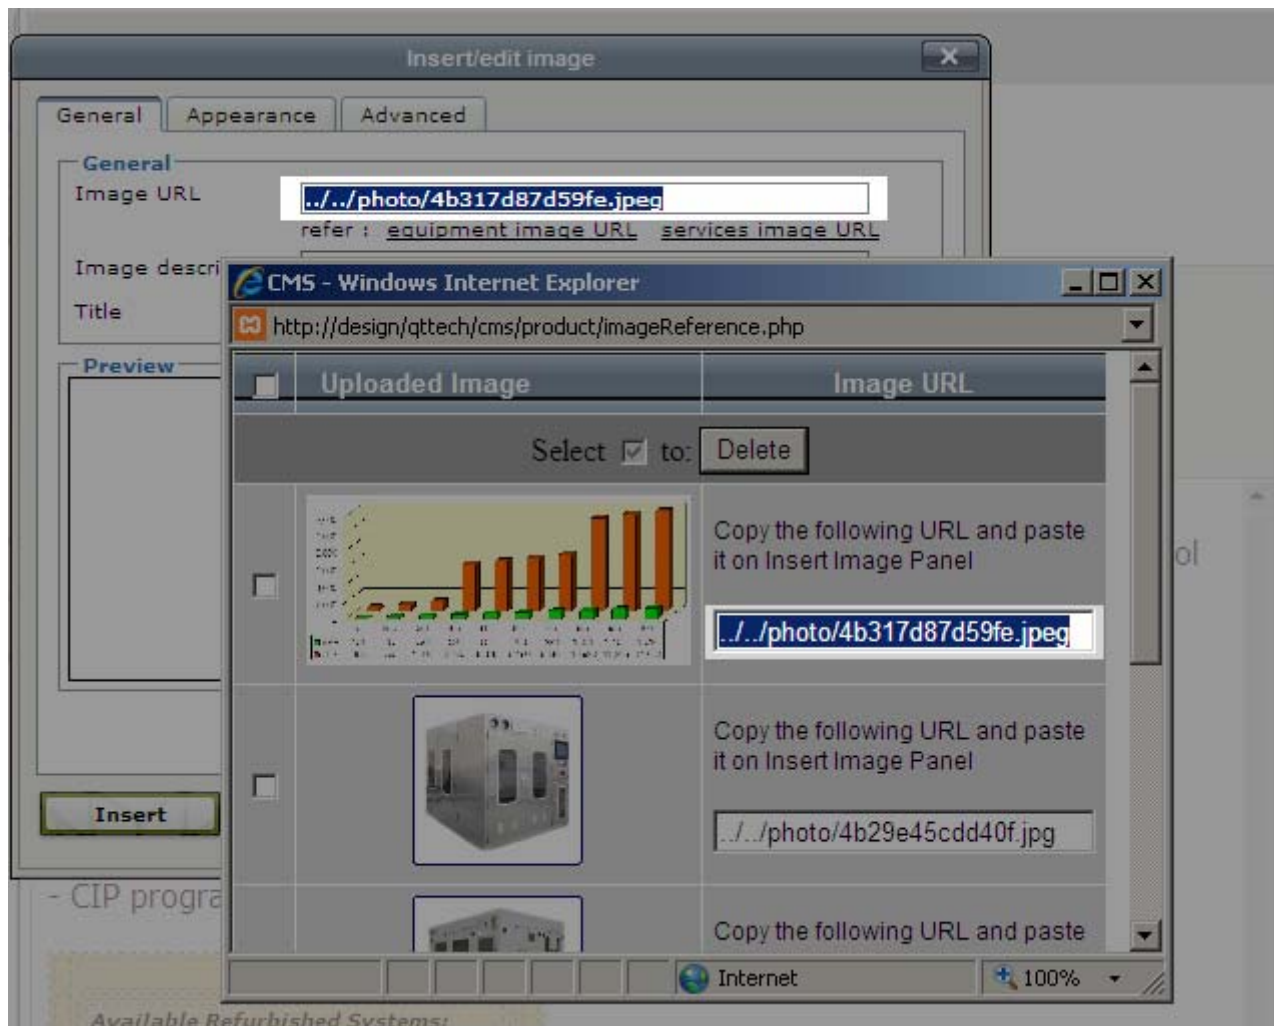 Insert/edit image
General
Appearance
Advanced
General
Image URL
../../photo/4b317d87d59fe.jpeg
refer : equipment image URL services image URL
Image descri
Title
Preview
Insert
CMS - Windows Internet Explorer
http://design/qttech/cms/product/imageReference.php
Uploaded Image
Image URL
Select to: Delete
Copy the following URL and paste
it on Insert Image Panel
../../photo/4b317d87d59fe.jpeg
Copy the following URL and paste
it on Insert Image Panel
../../photo/4b29e45cdd40f.jpg
Copy the following URL and paste
Internet
100%
ol
- CIP progra
Available Refurbished Systems: